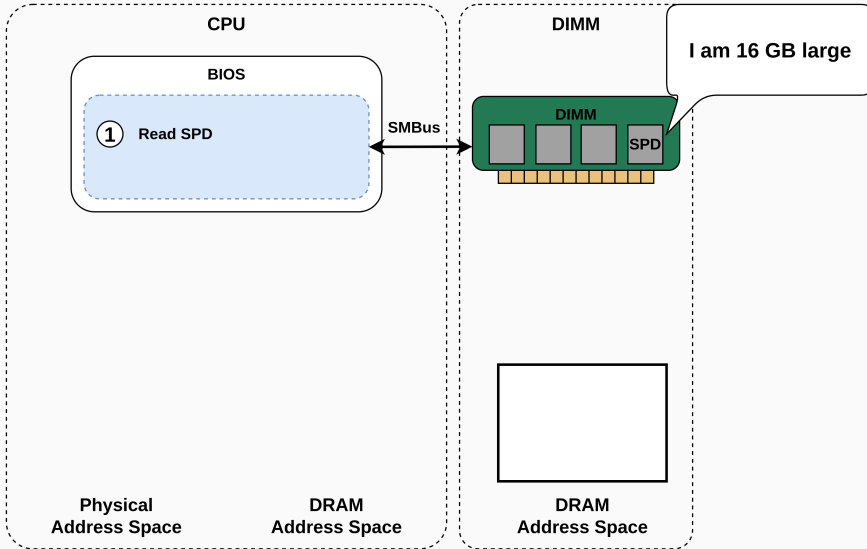 CPU
DIMM
I am 16 GB large
BIOS
1 Read SPD
SMBus
DIMM
SPD
Physical
Address Space
DRAM
Address Space
DRAM
Address Space